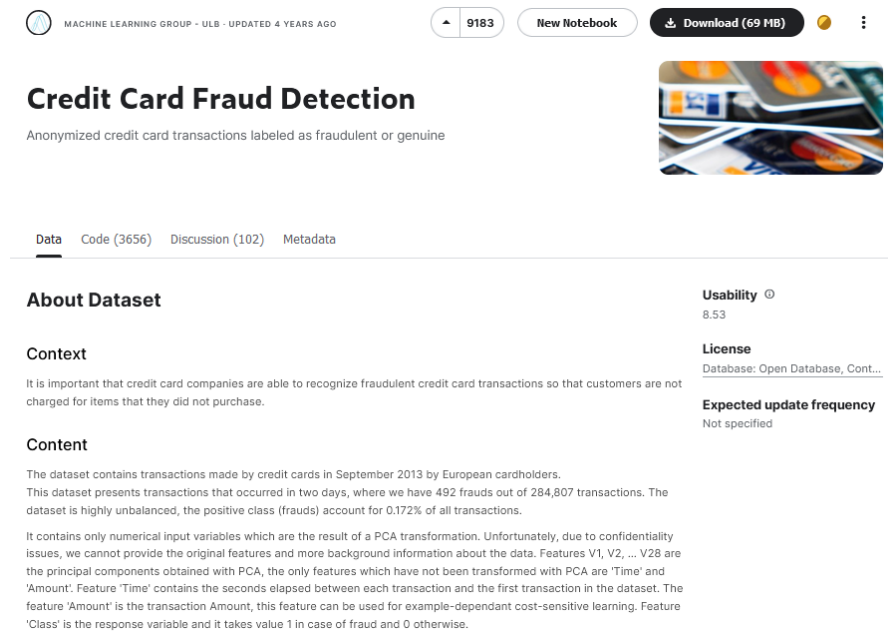 MACHINE LEARNING GROUP - ULB · UPDATED 4 YEARS AGO
9183
New Notebook
Download (69 MB)
Credit Card Fraud Detection
Anonymized credit card transactions labeled as fraudulent or genuine
Data
Code (3656)
Discussion (102)
Metadata
About Dataset
Context
It is important that credit card companies are able to recognize fraudulent credit card transactions so that customers are not
charged for items that they did not purchase.
Content
The dataset contains transactions made by credit cards in September 2013 by European cardholders.
This dataset presents transactions that occurred in two days, where we have 492 frauds out of 284,807 transactions. The
dataset is highly unbalanced, the positive class (frauds) account for 0.172% of all transactions.
It contains only numerical input variables which are the result of a PCA transformation. Unfortunately, due to confidentiality
issues, we cannot provide the original features and more background information about the data. Features V1, V2, ... V28 are
the principal components obtained with PCA, the only features which have not been transformed with PCA are 'Time' and
'Amount'. Feature 'Time' contains the seconds elapsed between each transaction and the first transaction in the dataset. The
feature 'Amount' is the transaction Amount, this feature can be used for example-dependant cost-sensitive learning. Feature
'Class' is the response variable and it takes value 1 in case of fraud and 0 otherwise.
Usability
8.53
License
Database: Open Database, Cont...
Expected update frequency
Not specified